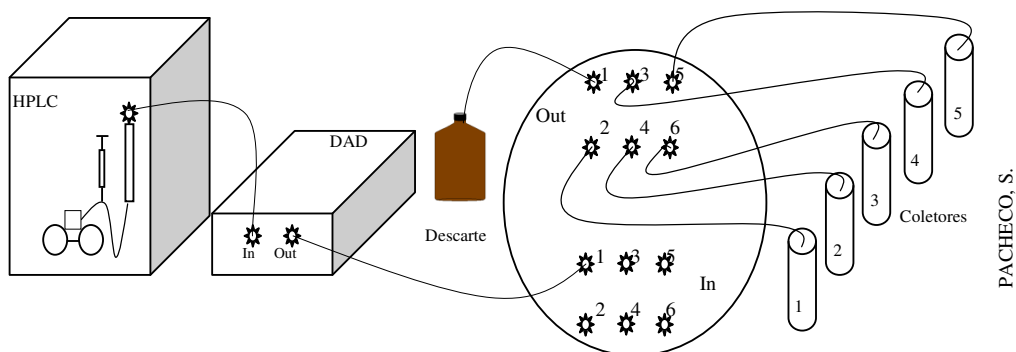 HPLC
DAD
In
Out
Descarte
Out
1 3 5
2 4 6
1 3 5
In
2 4 6
1
2
3
4
5
Coletores
PACHECO, S.